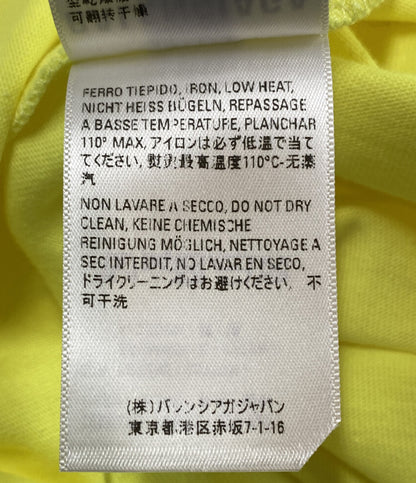 可翻转干燥
FERRO TIEPIDO, IRON, LOW HEAT,
NICHT HEISS BÜGELN, REPASSAGE
A BASSE TEMPERATURE, PLANCHAR
110° MAX, アイロンは必ず低温で当て
てください, 熨烫最高温度110°C-无蒸
汽
NON LAVARE A SECCO, DO NOT DRY
CLEAN, KEINE CHEMISCHE
REINIGUNG MÖGLICH, NETTOYAGE A
SEC INTERDIT, NO LAVAR EN SECO,
ドライクリーニングはお避けください, 不
可干洗
(株)バレンシアガジャパン
東京都港区赤坂7-1-16